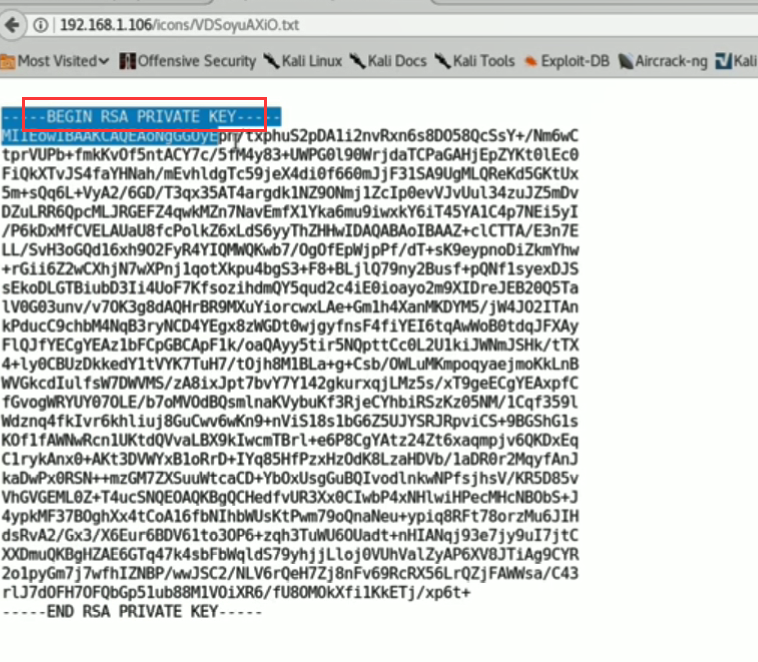 192.168.1.106/icons/VDSoyuAXiO.txt
Most Visited Offensive Security Kali Linux Kali Docs Kali Tools Exploit-DB Aircrack-ng Kali
-----BEGIN RSA PRIVATE KEY-----
MIIEowIBAAKCAQEAoNgGGOyEpn/txphuS2pDA1i2nvRxn6s8DO58QcSsY+/Nm6wC
tprVUPb+fmkKvOf5ntACY7c/5fM4y83+UWPG0l90WrjdaTCPaGAHjEpZYKt0lEc0
FiQkXTvJS4faYHNah/mEvhldgTc59jeX4di0f660mJjF31SA9UgMLQReKd5GKtUx
5m+sQq6L+VyA2/6GD/T3qx35AT4argdk1NZ9ONmj1ZcIp0evVJvUul34zuJZ5mDv
DZuLRR6QpcMLJRGEFZ4qwkMZn7NavEmfX1Yka6mu9iwxkY6iT45YA1C4p7NEi5yI
/P6kDxMfCVELAUaU8fcPolkZ6xLdS6yyThZHHwIDAQABAoIBAAZ+clCTTA/E3n7E
LL/SvH3oGQd16xh9O2FyR4YIQMWQKwb7/OgOfEpWjpPf/dT+sK9eypnoDiZkmYhw
+rGii6Z2wCXhjN7wXPnj1qotXkpu4bgS3+F8+BLjlQ79ny2Busf+pQNf1syexDJS
sEkoDLGTBiubD3Ii4UoF7KfsozihdmQY5qud2c4iE0ioayo2m9XIDreJEB20Q5Ta
lV0G03unv/v7OK3g8dAQHrBR9MXuYiorcwxLAe+Gm1h4XanMKDYM5/jW4JO2ITAn
kPducC9chbM4NqB3ryNCD4YEgx8zWGDt0wjgyfnsF4fiYEI6tqAwWoB0tdqJFXAy
FlQJfYECgYEAz1bFCpGBCApF1k/oaQAyy5tir5NQpttCc0L2U1kiJWNmJSHk/tTX
4+ly0CBUzDkkedY1tVYK7TuH7/tOjh8M1BLa+g+Csb/OWLuMKmpoqyaejmoKkLnB
WVGkcdIulfsW7DWVMS/zA8ixJpt7bvY7Y142gkurxqjLMz5s/xT9geECgYEAxpfC
fGvogWRYUY07OLE/b7oMVOdBQsmlnaKVybuKf3RjeCYhbiRSzKz05NM/1Cqf359l
Wdznq4fkIvr6khliuj8GuCwv6wKn9+nViS18s1bG6Z5UJYSRJRpviCS+9BGShG1s
KOf1fAWNwRcn1UKtdQVvaLBX9kIwcmTBrl+e6P8CgYAtz24Zt6xaqmpjv6QKDxEq
C1rykAnx0+AKt3DVWYxB1oRrD+IYq85HfPzxHzOdK8LzaHDVb/1aDR0r2MqyfAnJ
kaDwPx0RSN++mzGM7ZXSuuWtcaCD+YbOxUsgGuBQIvodlnkwNPfsjhsV/KR5D85v
VhGVGEML0Z+T4ucSNQEOAQKBgQCHedfvUR3Xx0CIwbP4xNHlwiHPecMHcNBObS+J
4ypkMF37BOghXx4tCoA16fbNIhbWUsKtPwm79oQnaNeu+ypiq8RFt78orzMu6JIH
dsRvA2/Gx3/X6Eur6BDV61to3OP6+zqh3TuWU6OUadt+nHIANqj93e7jy9uI7jtC
XXDmuQKBgHZAE6GTq47k4sbFbWqldS79yhjjLloj0VUhValZyAP6XV8JTiAg9CYR
2o1pyGm7j7wfhIZNBP/wwJSC2/NLV6rQeH7Zj8nFv69RcRX56LrQZjFAWWsa/C43
rlJ7dOFH7OFQbGp51ub88M1VOiXR6/fU8OMOkXfi1KkETj/xp6t+
-----END RSA PRIVATE KEY-----